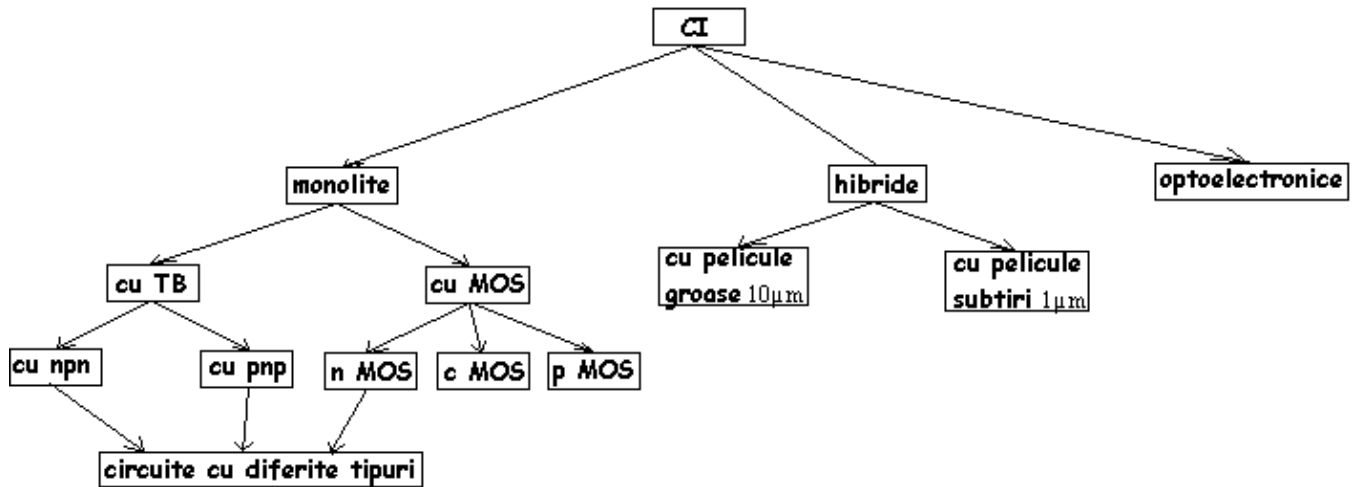 CI
monolite
hibride
optoelectronice
cu TB
cu MOS
cu pelicule
groase 10μm
cu pelicule
subtiri 1μm
cu npn
cu pnp
n MOS
c MOS
p MOS
circuite cu diferite tipuri